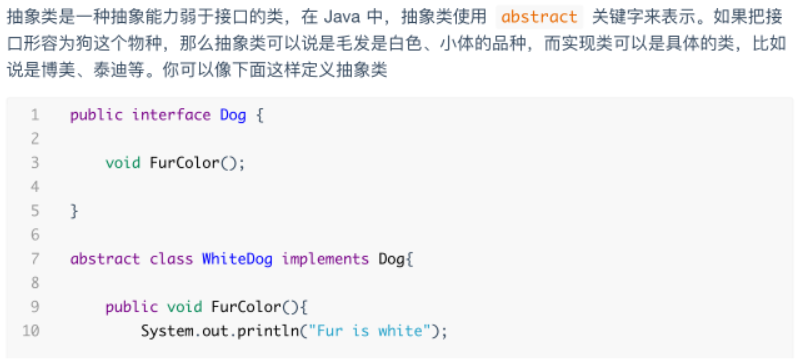 抽象类是一种抽象能力弱于接口的类，在 Java 中，抽象类使用 abstract 关键字来表示。如果把接
口形容为狗这个物种，那么抽象类可以说是毛发是白色、小体的品种，而实现类可以是具体的类，比如
说是博美、泰迪等。你可以像下面这样定义抽象类
1 public interface Dog {
2
3     void FurColor();
4
5 }
6
7 abstract class WhiteDog implements Dog{
8
9     public void FurColor(){
10         System.out.println("Fur is white");